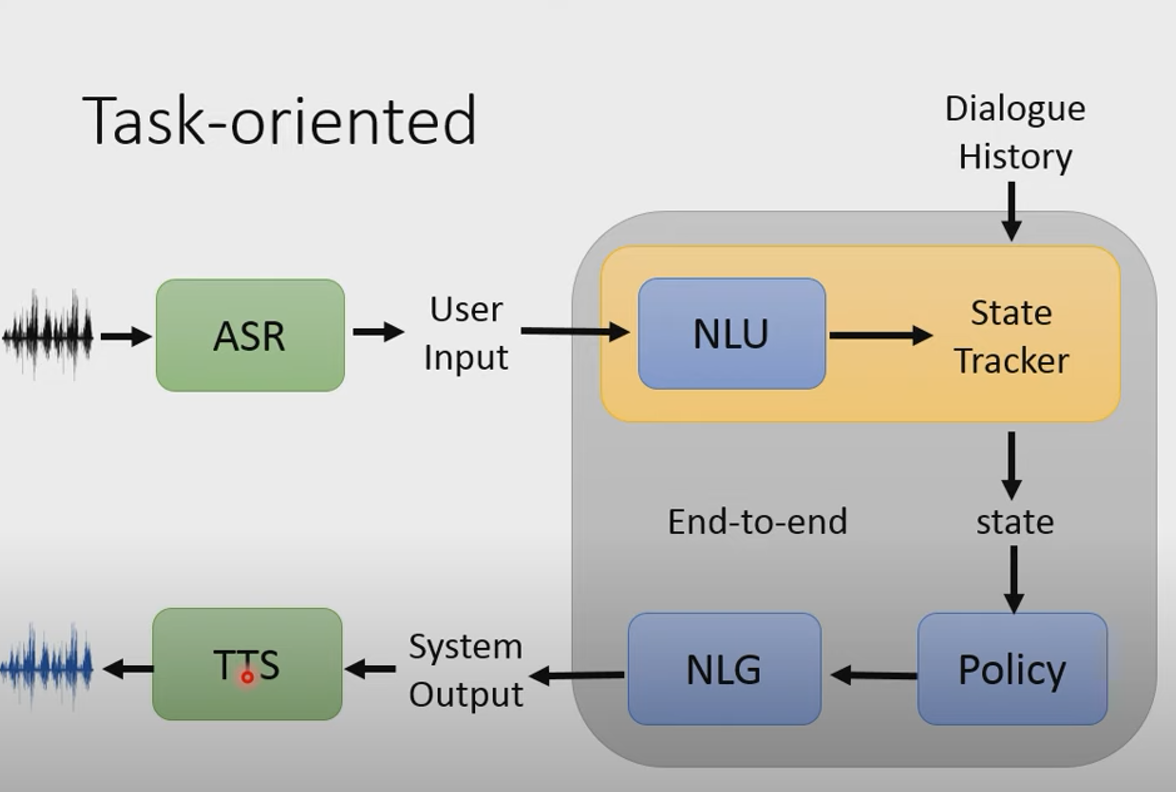 Task-oriented
Dialogue
History
ASR
User
Input
NLU
State
Tracker
End-to-end
state
TTS
System
Output
NLG
Policy